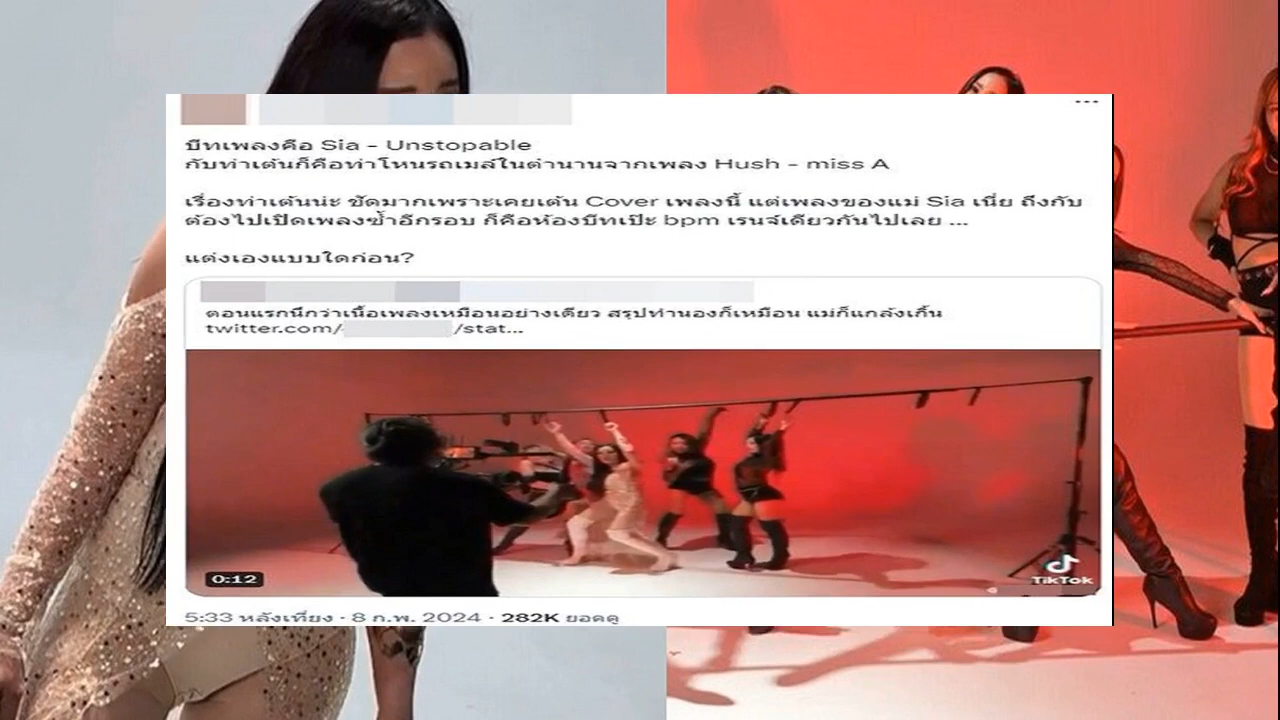 บีทเพลงคือ Sia - Unstopable
กับท่าเต้นก็คือท่าโหนรถเมล์ในตำนานจากเพลง Hush - miss A
เรื่องท่าเต้นน่ะ ชัดมากเพราะเคยเต้น Cover เพลงนี้ แต่เพลงของแม่ Sia เนี่ย ถึงกับ
ต้องไปเปิดเพลงซ้ำอีกรอบ ก็คือห้องบีทเป๊ะ bpm เรนจ์เดียวกันไปเลย ...
แต่งเองแบบใดก่อน?
ตอนแรกนึกว่าเนื้อเพลงเหมือนอย่างเดียว สรุปทำนองก็เหมือน แม่ก็แกล้งเกิ้น
twitter.com/ /stat...
0:12
TikTok
5:33 หลังเที่ยง · 8 ก.พ. 2024 · 282K ยอดดู